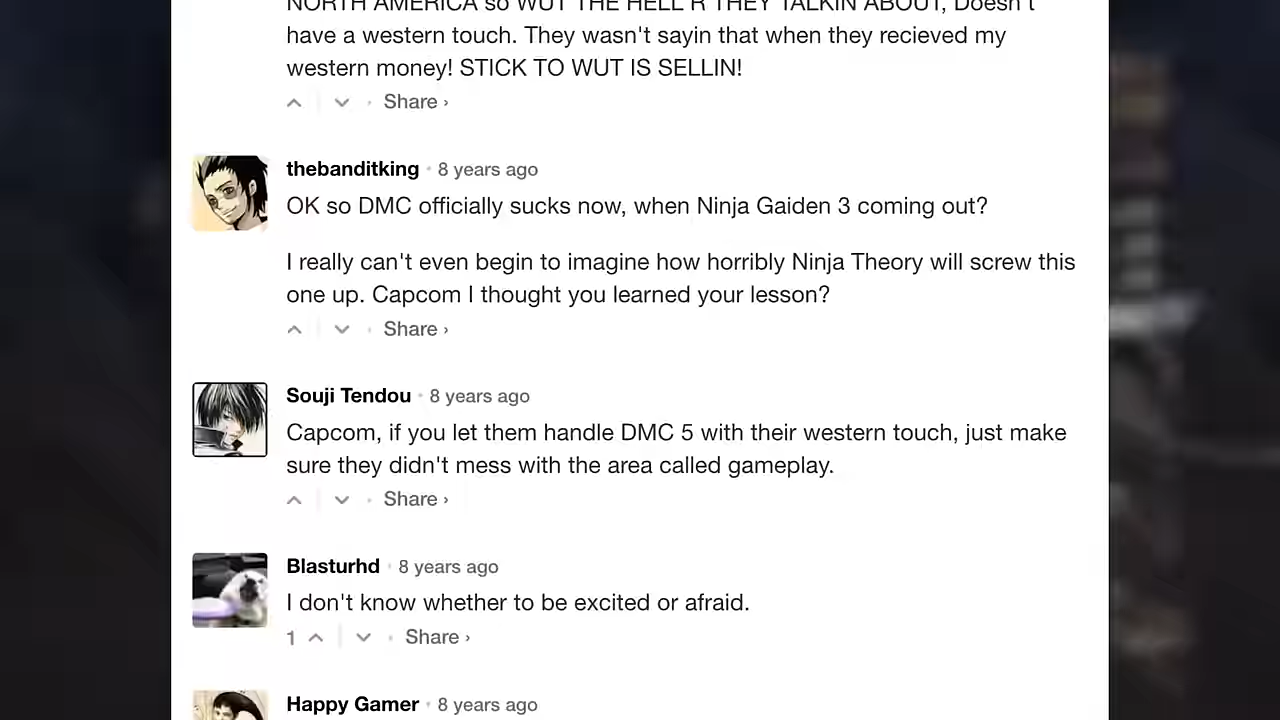 NORTH AMERICA so WUT THE HELL R THEY TALKIN ABOUT, Doesn't
have a western touch. They wasn't sayin that when they recieved my
western money! STICK TO WUT IS SELLIN!
Share ›
thebanditking · 8 years ago
OK so DMC officially sucks now, when Ninja Gaiden 3 coming out?
I really can't even begin to imagine how horribly Ninja Theory will screw this
one up. Capcom I thought you learned your lesson?
Share ›
Souji Tendou · 8 years ago
Capcom, if you let them handle DMC 5 with their western touch, just make
sure they didn't mess with the area called gameplay.
Share ›
Blasturhd · 8 years ago
I don't know whether to be excited or afraid.
1 Share ›
Happy Gamer · 8 years ago